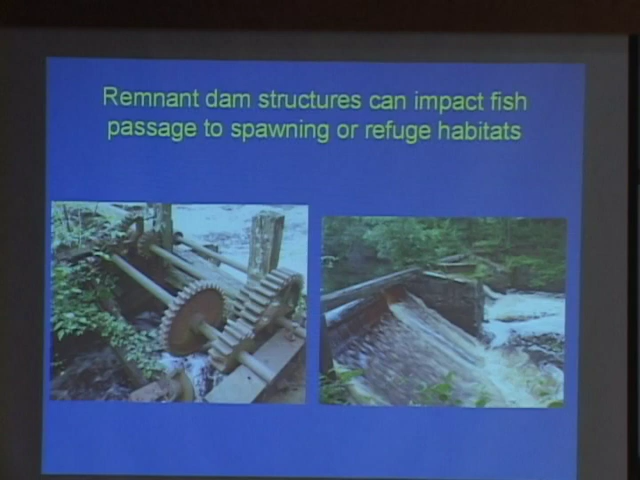 Remnant dam structures can impact fish
passage to spawning or refuge habitats